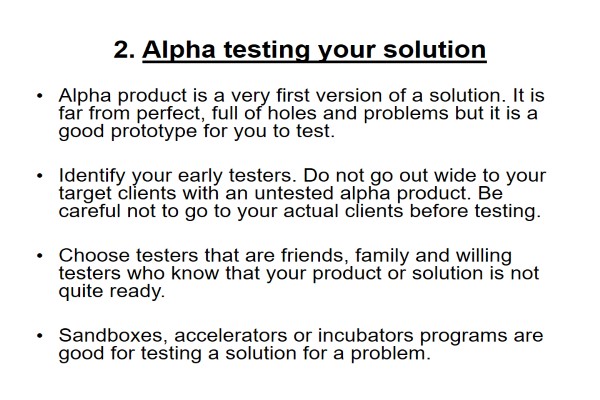 2. Alpha testing your solution
• Alpha product is a very first version of a solution. It is
far from perfect, full of holes and problems but it is a
good prototype for you to test.
• Identify your early testers. Do not go out wide to your
target clients with an untested alpha product. Be
careful not to go to your actual clients before testing.
• Choose testers that are friends, family and willing
testers who know that your product or solution is not
quite ready.
• Sandboxes, accelerators or incubators programs are
good for testing a solution for a problem.